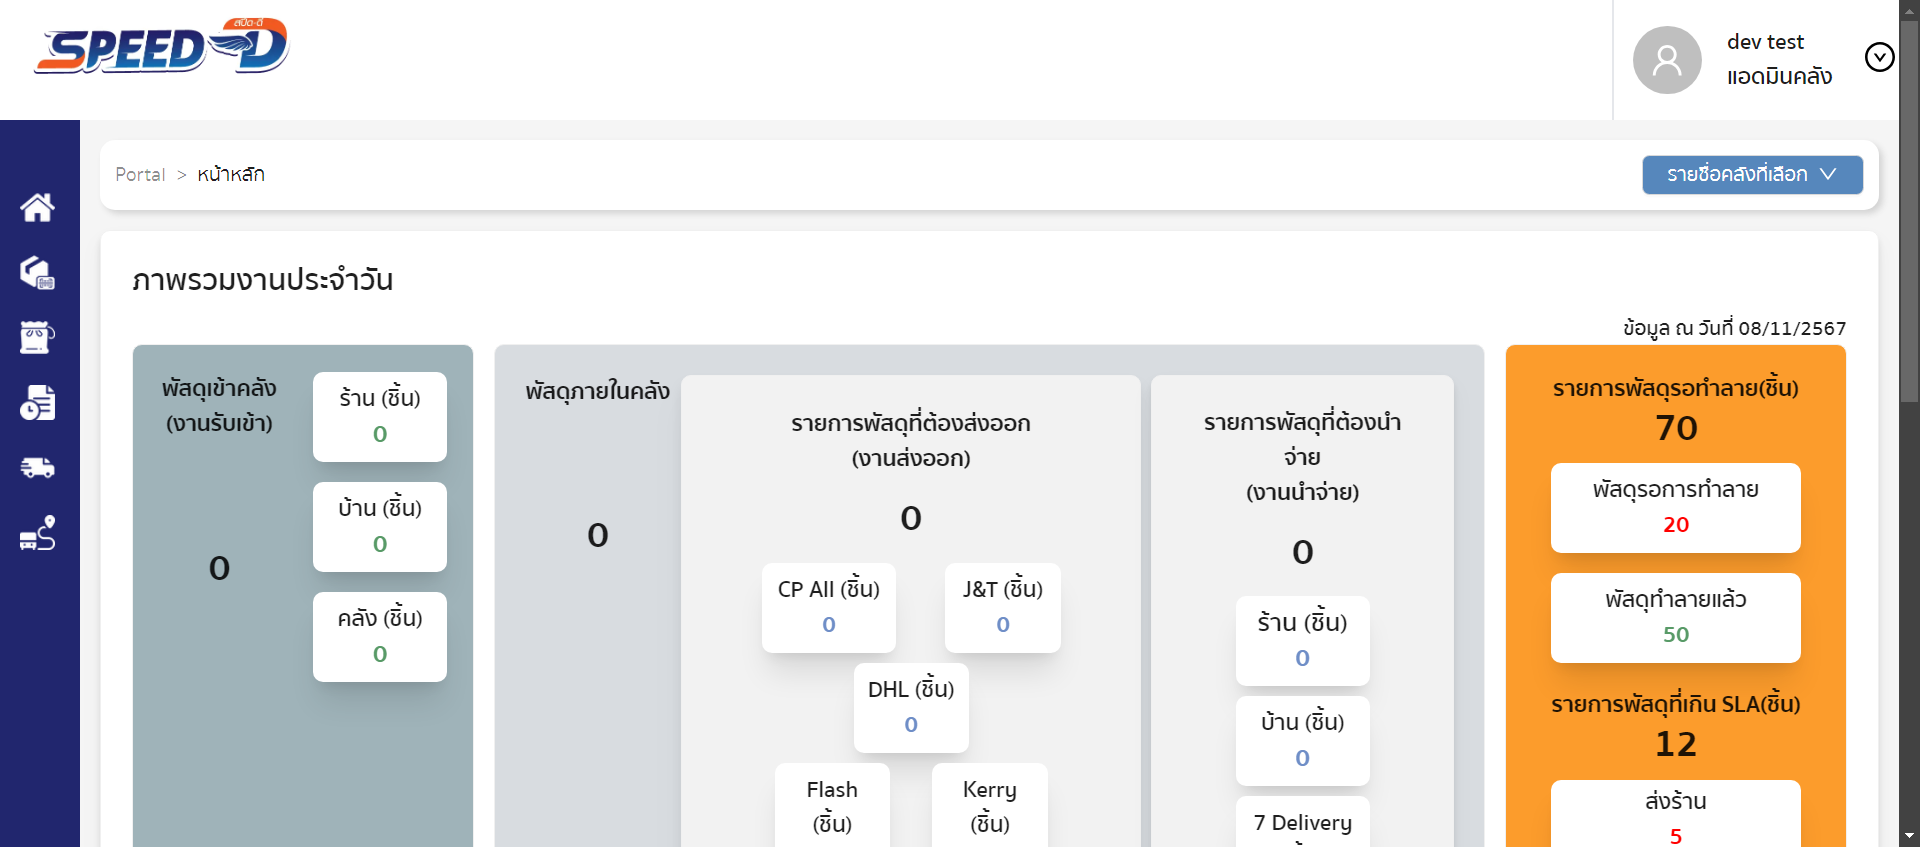 สปีด-ดี
SPEED-D
dev test
แอดมินคลัง
Portal > หน้าหลัก
รายชื่อคลังที่เลือก
ภาพรวมงานประจำวัน
ข้อมูล ณ วันที่ 08/11/2567
พัสดุเข้าคลัง
(งานรับเข้า)
0
ร้าน (ชิ้น)
0
บ้าน (ชิ้น)
0
คลัง (ชิ้น)
0
พัสดุภายในคลัง
0
รายการพัสดุที่ต้องส่งออก
(งานส่งออก)
0
CP All (ชิ้น)
0
J&T (ชิ้น)
0
DHL (ชิ้น)
0
Flash
(ชิ้น)
Kerry
(ชิ้น)
รายการพัสดุที่ต้องนำ
จ่าย
(งานนำจ่าย)
0
ร้าน (ชิ้น)
0
บ้าน (ชิ้น)
0
7 Delivery
รายการพัสดุรอทำลาย(ชิ้น)
70
พัสดุรอการทำลาย
20
พัสดุทำลายแล้ว
50
รายการพัสดุที่เกิน SLA(ชิ้น)
12
ส่งร้าน
5